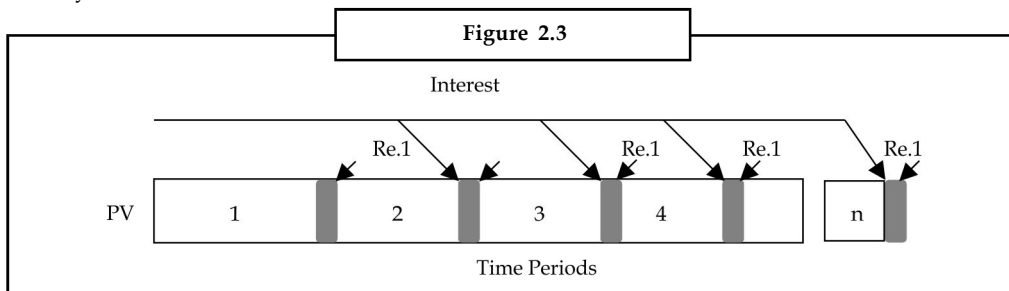 Figure 2.3
Interest
Re.1 Re.1 Re.1 Re.1
PV 1 2 3 4 n
Time Periods